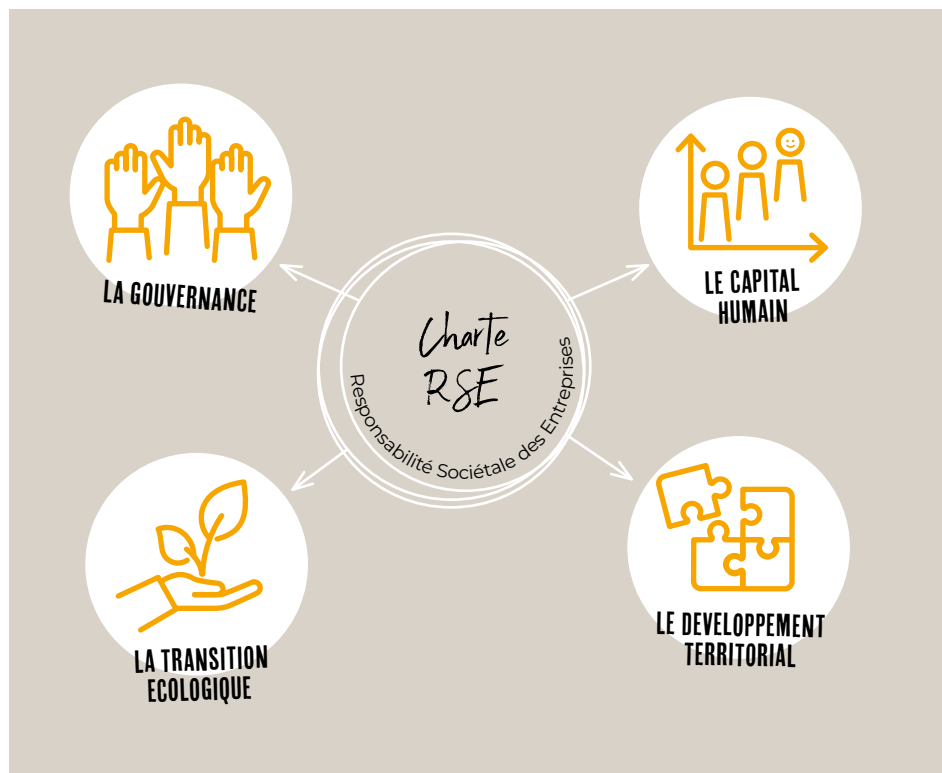 LA GOUVERNANCE
LE CAPITAL
HUMAIN
Charte
RSE
Responsabilité Sociétale des Entreprises
LA TRANSITION
ECOLOGIQUE
LE DEVELOPPEMENT
TERRITORIAL